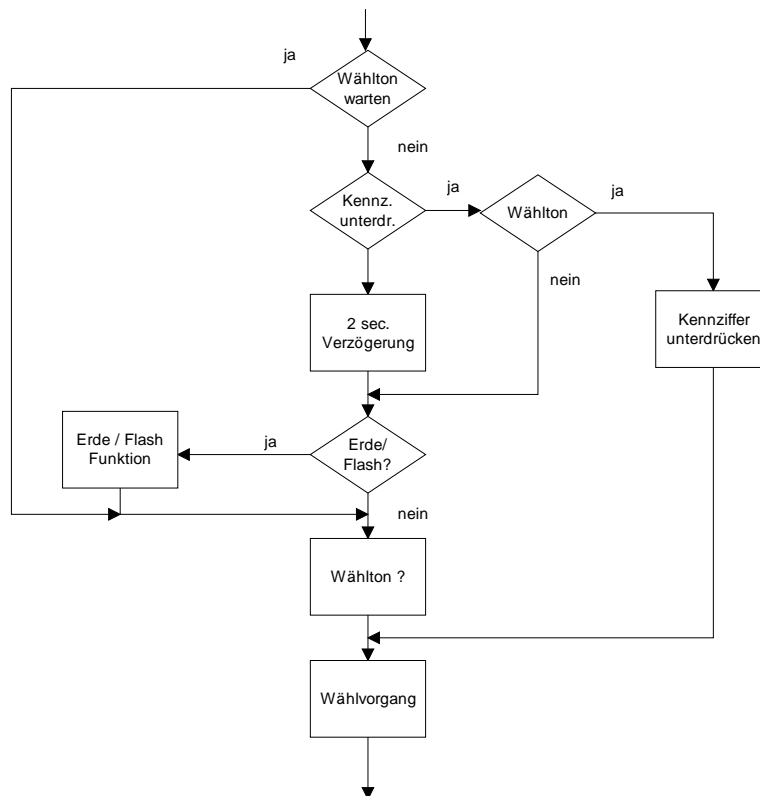 ja
Wählton
warten
nein
Kennz.
unterdr.
ja
Wählton
ja
nein
2 sec.
Verzögerung
Kennziffer
unterdrücken
Erde / Flash
Funktion
ja
Erde/
Flash?
nein
Wählton ?
Wählvorgang